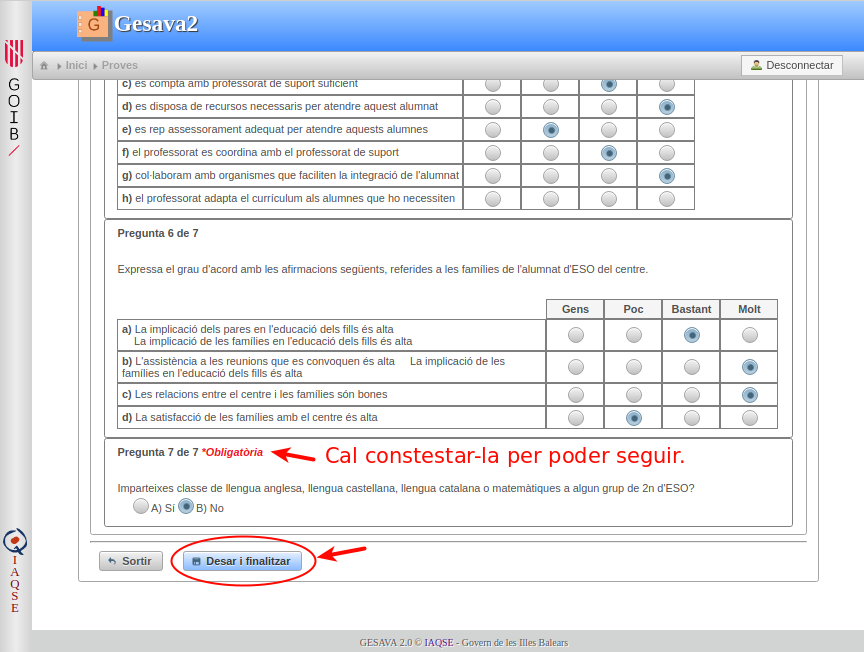 G Gesava2
Inici Proves
Desconnectar
G
O
I
B
c) es compta amb professorat de suport suficient
d) es disposa de recursos necessaris per atendre aquest alumnat
e) es rep assessorament adequat per atendre aquests alumnes
f) el professorat es coordina amb el professorat de suport
g) col·laboram amb organismes que faciliten la integració de l'alumnat
h) el professorat adapta el currículum als alumnes que ho necessiten
Pregunta 6 de 7
Expressa el grau d'acord amb les afirmacions següents, referides a les famílies de l'alumnat d'ESO del centre.
Gens Poc Bastant Molt
a) La implicació dels pares en l'educació dels fills és alta
La implicació de les famílies en l'educació dels fills és alta
b) L'assistència a les reunions que es convoquen és alta La implicació de les
famílies en l'educació dels fills és alta
c) Les relacions entre el centre i les famílies són bones
d) La satisfacció de les famílies amb el centre és alta
Pregunta 7 de 7 *Obligatòria
Cal constestar-la per poder seguir.
Imparteixes classe de llengua anglesa, llengua castellana, llengua catalana o matemàtiques a algun grup de 2n d'ESO?
A) Sí B) No
Sortir
Desar i finalitzar
I
A
Q
S
E
GESAVA 2.0 © IAQSE - Govern de les Illes Balears